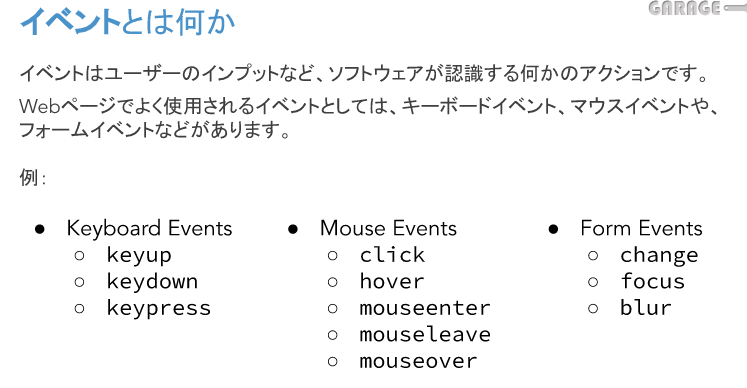 GARAGE
イベントとは何か
イベントはユーザーのインプットなど、ソフトウェアが認識する何かのアクションです。
Webページでよく使用されるイベントとしては、キーボードイベント、マウスイベントや、
フォームイベントなどがあります。
例：
● Keyboard Events
○ keyup
○ keydown
○ keypress
● Mouse Events
○ click
○ hover
○ mouseenter
○ mouseleave
○ mouseover
● Form Events
○ change
○ focus
○ blur